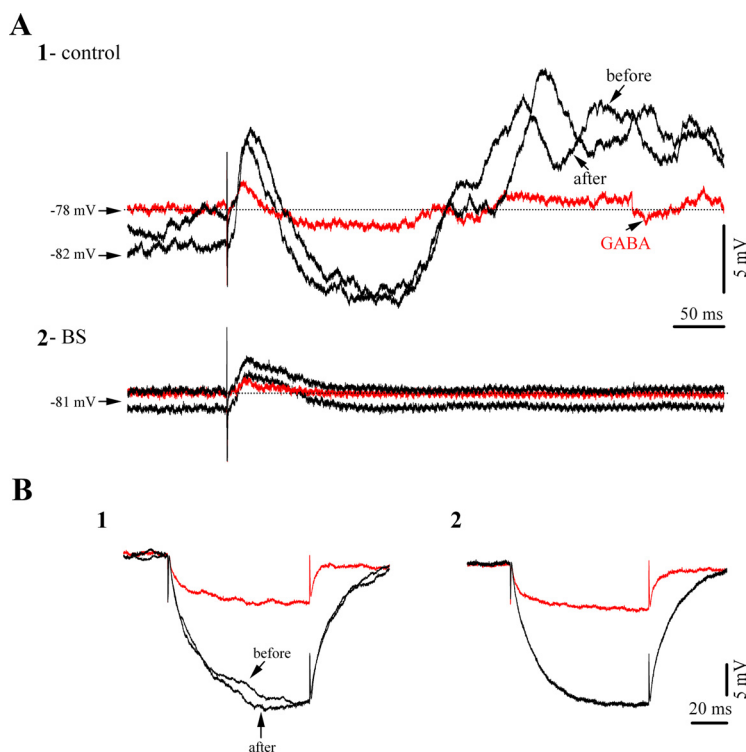 A
1- control
before
after
-78 mV
-82 mV
GABA
5 mV
50 ms
2- BS
-81 mV
B
1
2
before
after
5 mV
20 ms